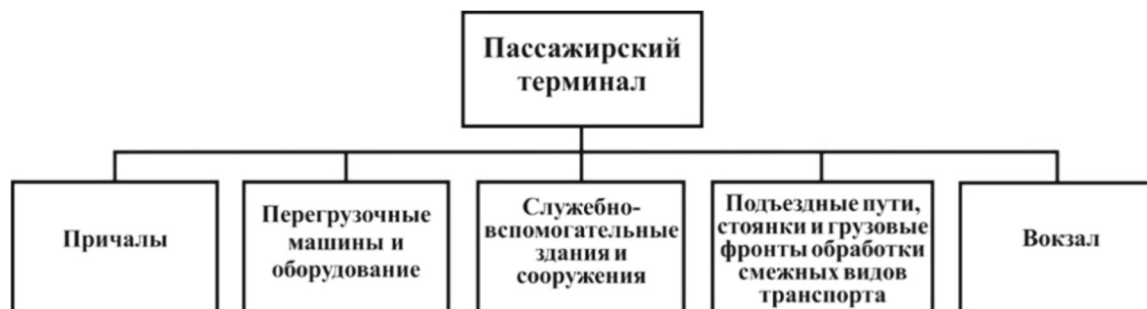 Пассажирский
терминал
Причалы
Перегрузочные
машины и
оборудование
Служебно-
вспомогательные
здания и
сооружения
Подъездные пути,
стоянки и грузовые
фронты обработки
смежных видов
транспорта
Вокзал